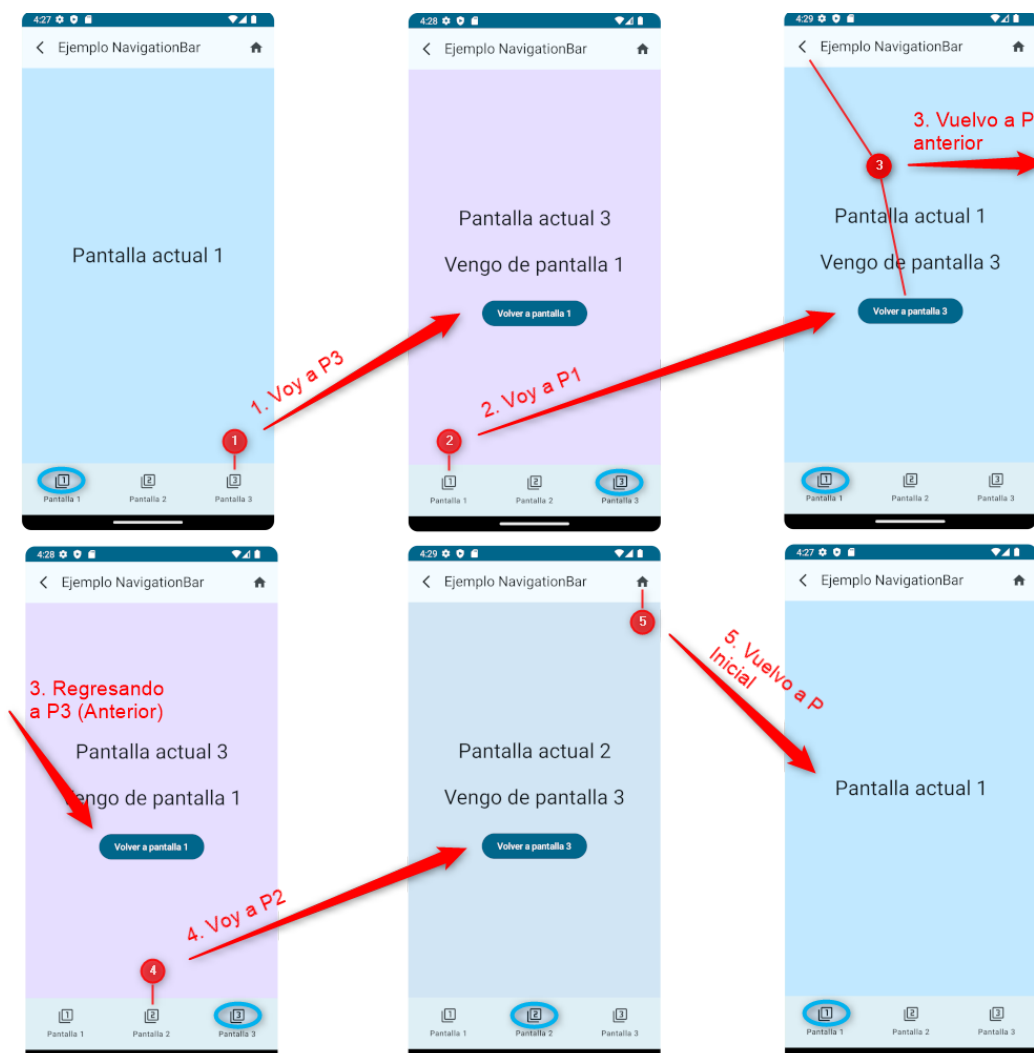 4:27
Ejemplo NavigationBar
Pantalla actual 1
1
Pantalla 1
Pantalla 2
Pantalla 3
1. Voy a P3
4:28
Ejemplo NavigationBar
Pantalla actual 3
Vengo de pantalla 1
Volver a pantalla 1
2
Pantalla 1
Pantalla 2
Pantalla 3
2. Voy a P1
4:29
Ejemplo NavigationBar
3. Vuelvo a P
anterior
3
Pantalla actual 1
Vengo de pantalla 3
Volver a pantalla 3
Pantalla 1
Pantalla 2
Pantalla 3
4:28
Ejemplo NavigationBar
3. Regresando
a P3 (Anterior)
Pantalla actual 3
Vengo de pantalla 1
Volver a pantalla 1
4
Pantalla 1
Pantalla 2
Pantalla 3
4. Voy a P2
4:29
Ejemplo NavigationBar
5
Pantalla actual 2
Vengo de pantalla 3
Volver a pantalla 3
Pantalla 1
Pantalla 2
Pantalla 3
5. Vuelvo a P
Inicial
4:27
Ejemplo NavigationBar
Pantalla actual 1
Pantalla 1
Pantalla 2
Pantalla 3